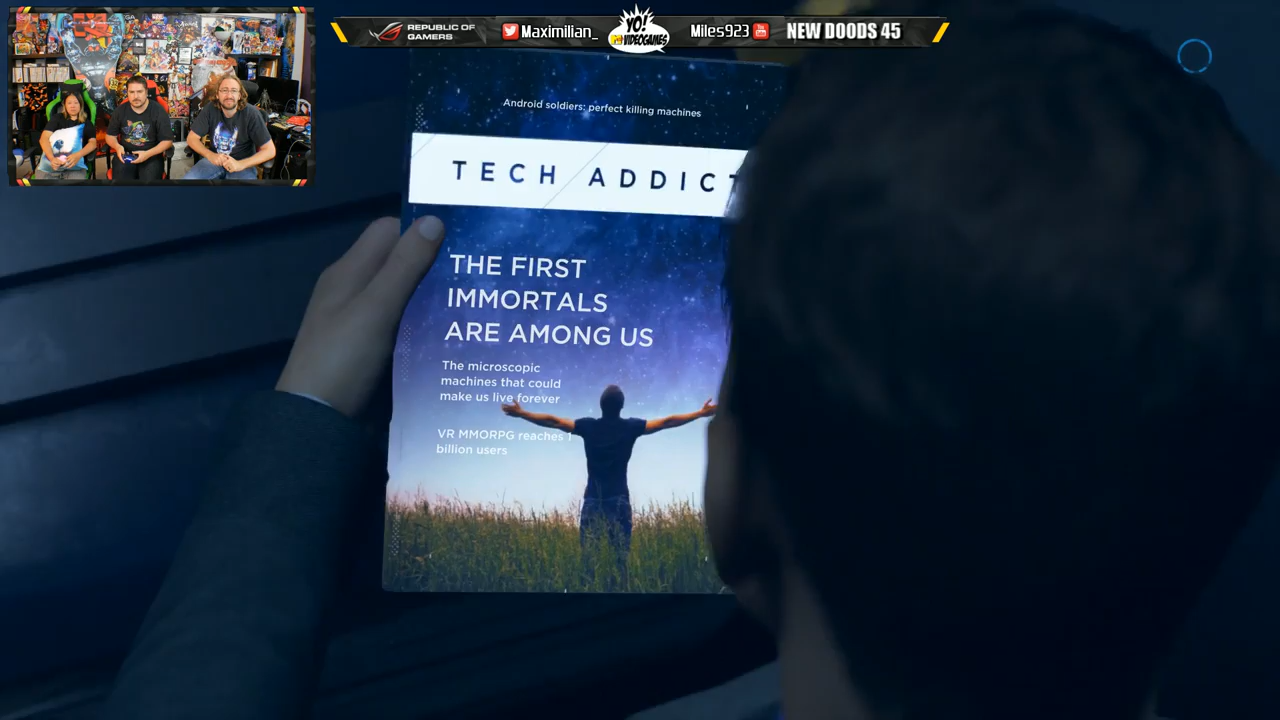 REPUBLIC OF
GAMERS
Maximilian_
YO!
VIDEOGAMES
Miles923
NEW DOODS 45
Android soldiers: perfect killing machines
TECH ADDICT
THE FIRST
IMMORTALS
ARE AMONG US
The microscopic
machines that could
make us live forever
VR MMORPG reaches 1
billion users